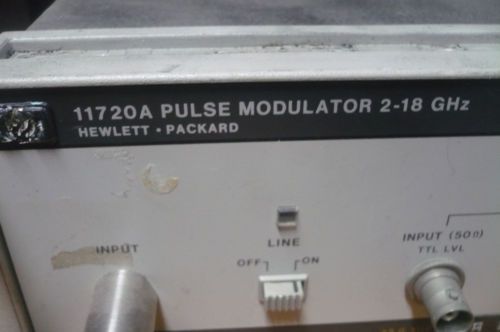 11720A PULSE MODULATOR 2-18 GHz
HEWLETT • PACKARD
INPUT
LINE
OFF ON
INPUT (50Ω)
TTL LVL